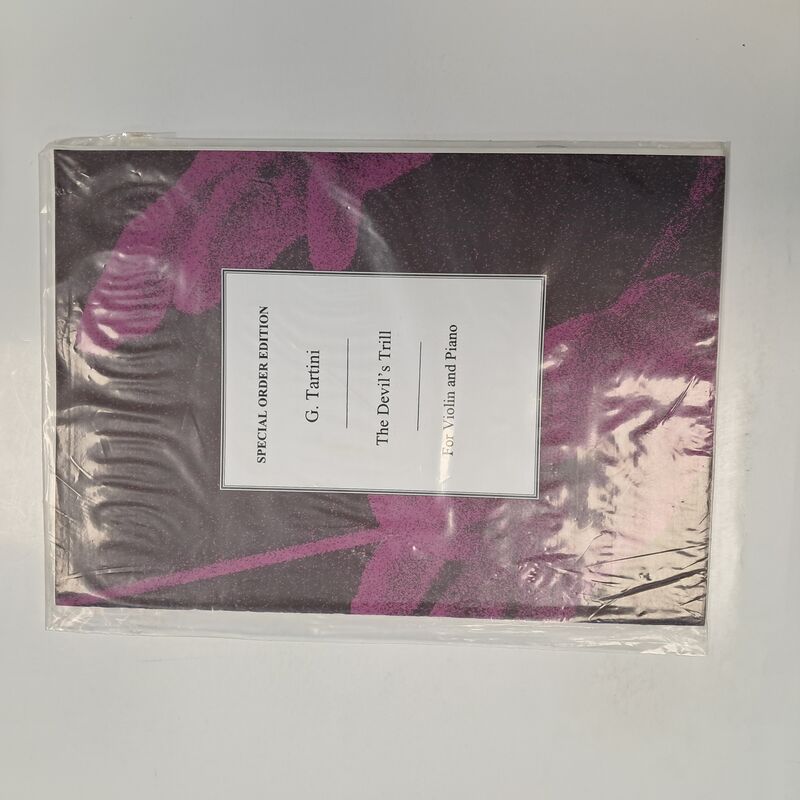 SPECIAL ORDER EDITION
G. Tartini
The Devil's Trill
For Violin and Piano